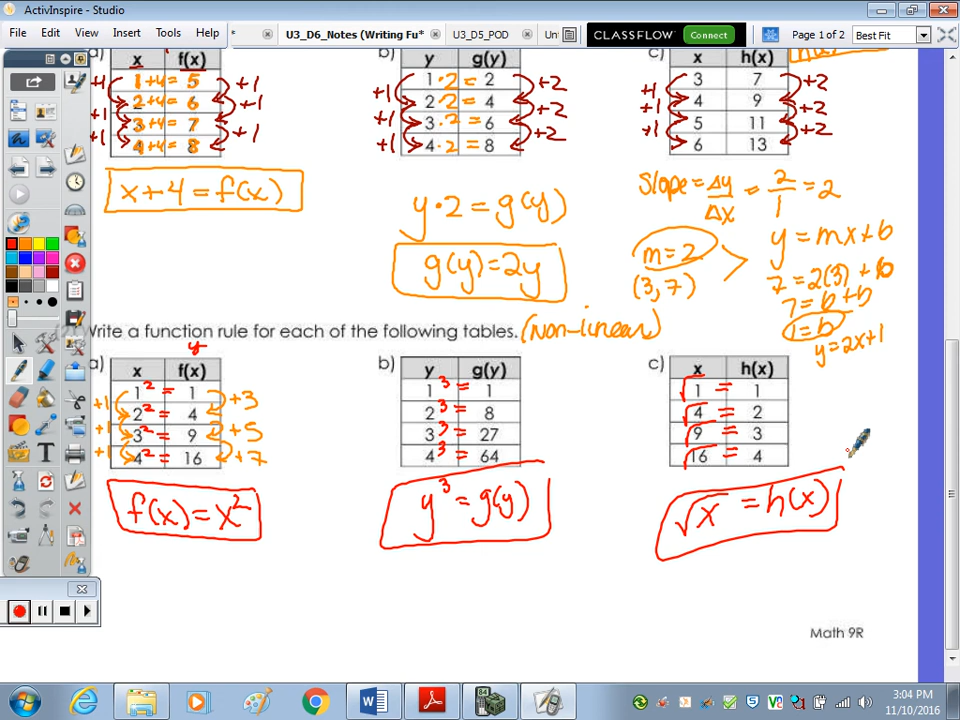 ActivInspire
File Edit View Insert Tools Help
U3_D6_Notes (Writing Fu*
U3_D5_POD
Un
CLASSFLOW
Page 1 of 2
Best Fit
a)
x f(x)
1+4= 5
2+4= 6
3+4= 7
4+4= 8
+1 +1 +1
+1 +1
x+4=f(x)
b)
y g(y)
1·2= 2
2·2= 4
3·2= 6
4·2= 8
+1 +1 +1
+2 +2 +2
y·2=g(y)
g(y)=2y
c)
x h(x)
3 7
4 9
5 11
6 13
+1 +1 +1
+2 +2 +2
Slope = Δy/Δx = 2/1 = 2
m=2
(3,7)
y=mx+b
7=2(3)+b
7=6+b
1=b
y=2x+1
Write a function rule for each of the following tables. (non-linear)
a)
y
x f(x)
1² = 1
2² = 4
3² = 9
4² = 16
+1 +1 +1
+3 +5 +7
f(x)=x²
b)
y g(y)
1³ = 1
2³ = 8
3³ = 27
4³ = 64
y³=g(y)
c)
x h(x)
√1 = 1
√4 = 2
√9 = 3
√16 = 4
√x = h(x)
Math 9R
3:04 PM
11/10/2016